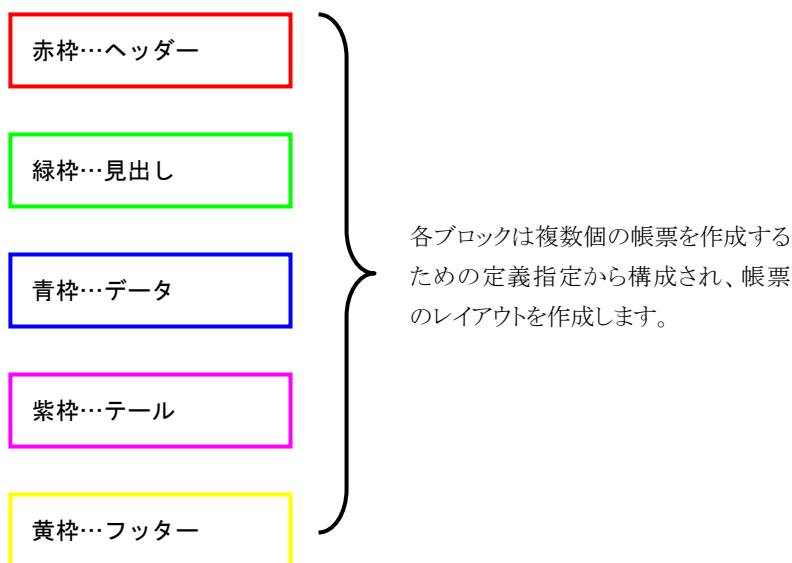 赤枠…ヘッダー
緑枠…見出し
青枠…データ
紫枠…テール
黄枠…フッター
各ブロックは複数個の帳票を作成する
ための定義指定から構成され、帳票
のレイアウトを作成します。